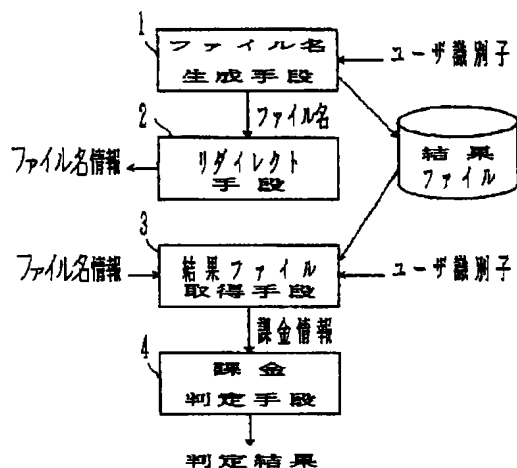 1
ファイル名
生成手段
ユーザ識別子
ファイル名
2
リダイレクト
手段
ファイル名情報
結果
ファイル
3
ファイル名情報
結果ファイル
取得手段
ユーザ識別子
課金情報
4
課金
判定手段
判定結果